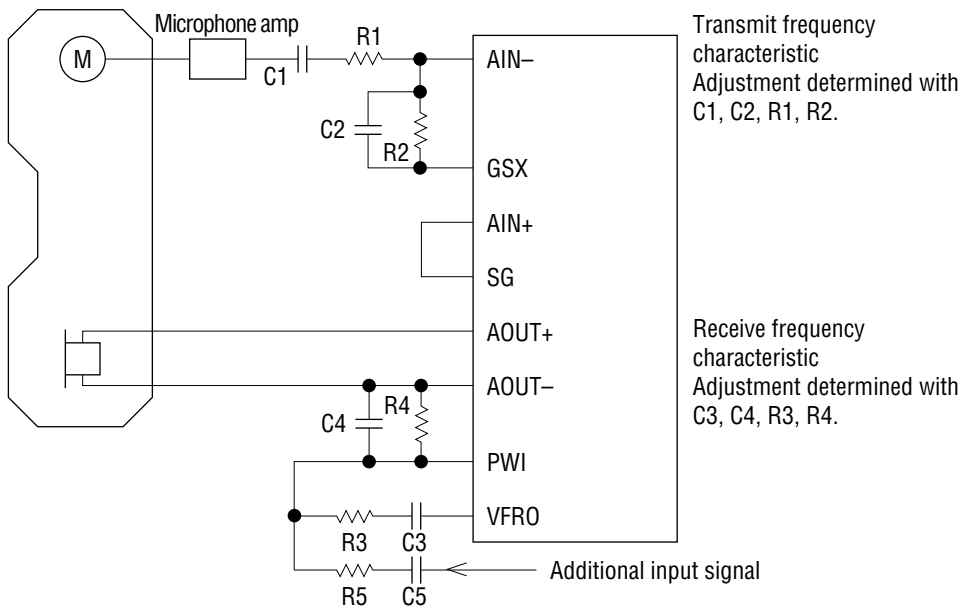 Microphone amp
M
C1
R1
C2
R2
AIN–
GSX
AIN+
SG
AOUT+
AOUT–
PWI
VFRO
C4
R4
R3
C3
R5
C5
Additional input signal
Transmit frequency
characteristic
Adjustment determined with
C1, C2, R1, R2.
Receive frequency
characteristic
Adjustment determined with
C3, C4, R3, R4.